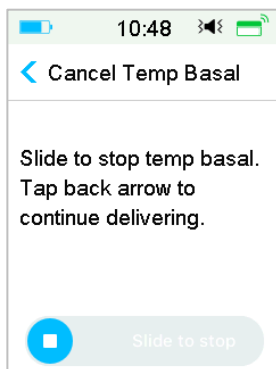 10:48
Cancel Temp Basal
Slide to stop temp basal.
Tap back arrow to
continue delivering.
Slide to stop